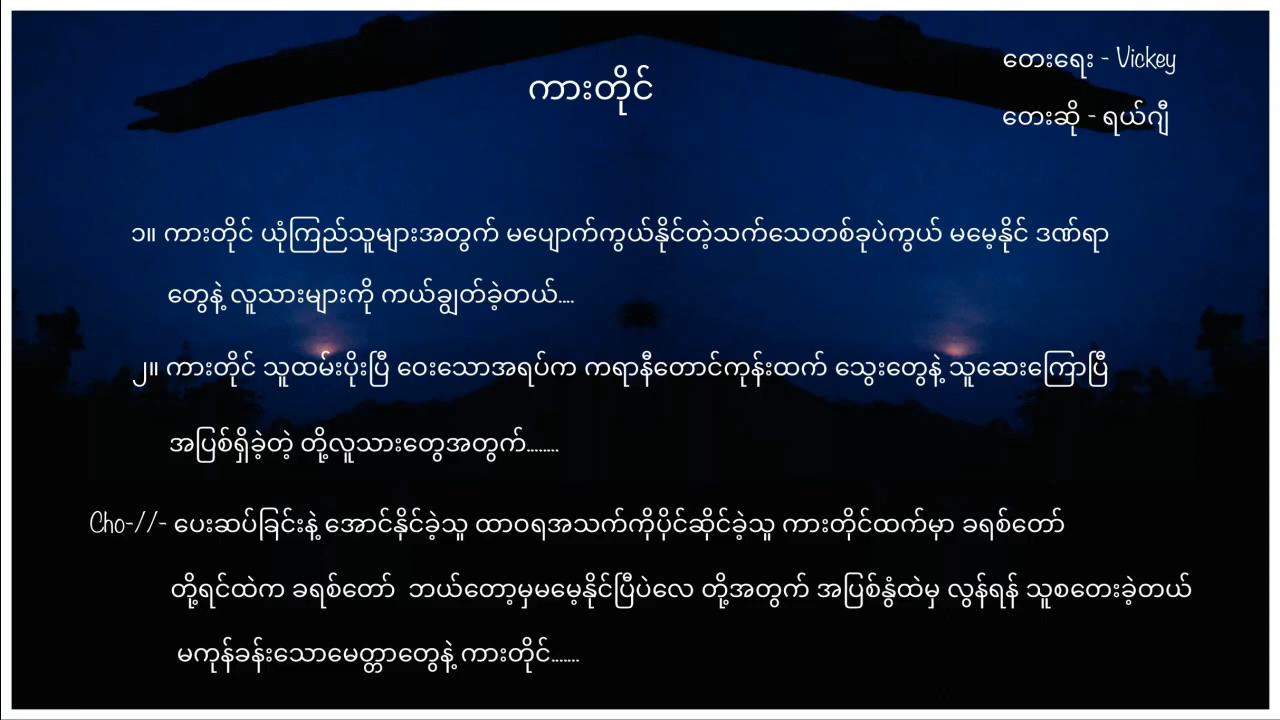 ကားတိုင်
တေးရေး - Vickey
တေးဆို - ရယ်ဂျီ
၁။ ကားတိုင် ယုံကြည်သူများအတွက် မပျောက်ကွယ်နိုင်တဲ့သက်သေတစ်ခုပဲကွယ် မမေ့နိုင် ဒဏ်ရာ
တွေနဲ့ လူသားများကို ကယ်ချွတ်ခဲ့တယ်....
၂။ ကားတိုင် သူထမ်းပိုးပြီ ဝေးသောအရပ်က ကရာနီတောင်ကုန်းထက် သွေးတွေနဲ့ သူဆေးကြောပြီ
အပြစ်ရှိခဲ့တဲ့ တို့လူသားတွေအတွက်........
Cho-//- ပေးဆပ်ခြင်းနဲ့ အောင်နိုင်ခဲ့သူ ထာဝရအသက်ကိုပိုင်ဆိုင်ခဲ့သူ ကားတိုင်ထက်မှာ ခရစ်တော်
တို့ရင်ထဲက ခရစ်တော် ဘယ်တော့မှမမေ့နိုင်ပြီပဲလေ တို့အတွက် အပြစ်နွံထဲမှ လွန်ရန် သူစတေးခဲ့တယ်
မကုန်ခန်းသောမေတ္တာတွေနဲ့ ကားတိုင်.......